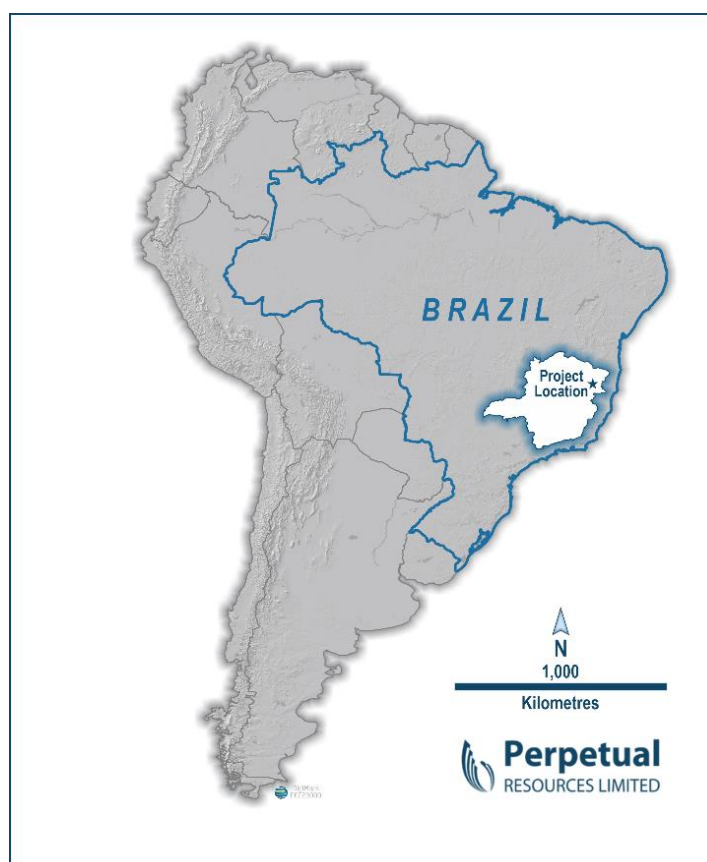 BRAZIL
Project
Location
N
1,000
Kilometres
Perpetual
RESOURCES LIMITED